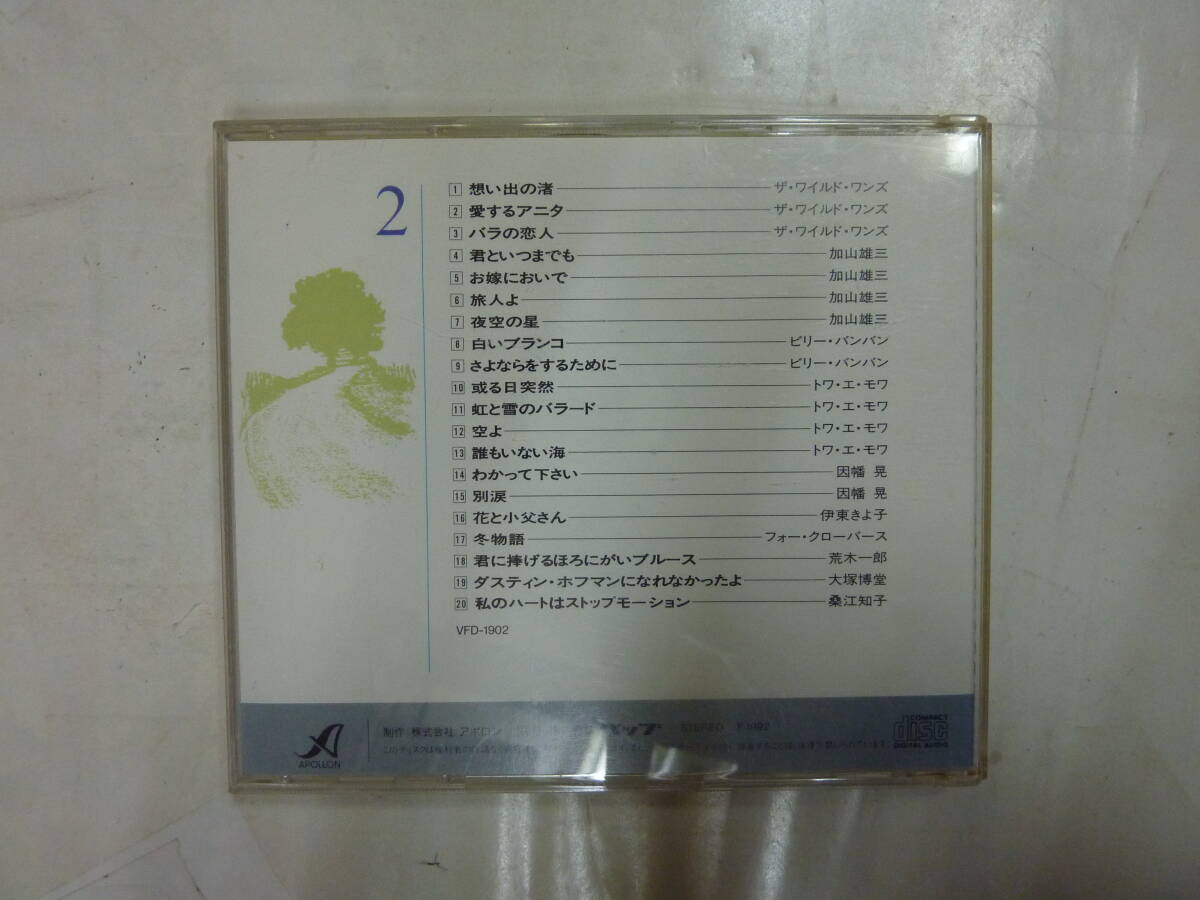 2
1 想い出の渚 ザ・ワイルド・ワンズ
2 愛するアニタ ザ・ワイルド・ワンズ
3 バラの恋人 ザ・ワイルド・ワンズ
4 君といつまでも 加山雄三
5 お嫁においで 加山雄三
6 旅人よ 加山雄三
7 夜空の星 加山雄三
8 白いブランコ ビリー・バンバン
9 さよならをするために ビリー・バンバン
10 或る日突然 トワ・エ・モワ
11 虹と雪のバラード トワ・エ・モワ
12 空よ トワ・エ・モワ
13 誰もいない海 トワ・エ・モワ
14 わかって下さい 因幡 晃
15 別涙 因幡 晃
16 花と小父さん 伊東きよ子
17 冬物語 フォー・クローバース
18 君に捧げるほろにがいブルース 荒木一郎
19 ダスティン・ホフマンになれなかったよ 大塚博堂
20 私のハートはストップモーション 桑江知子
VFD-1902
APOLLON
制作 株式会社 アポロン STEREO
このディスクは
COMPACT
disc
DIGITAL AUDIO